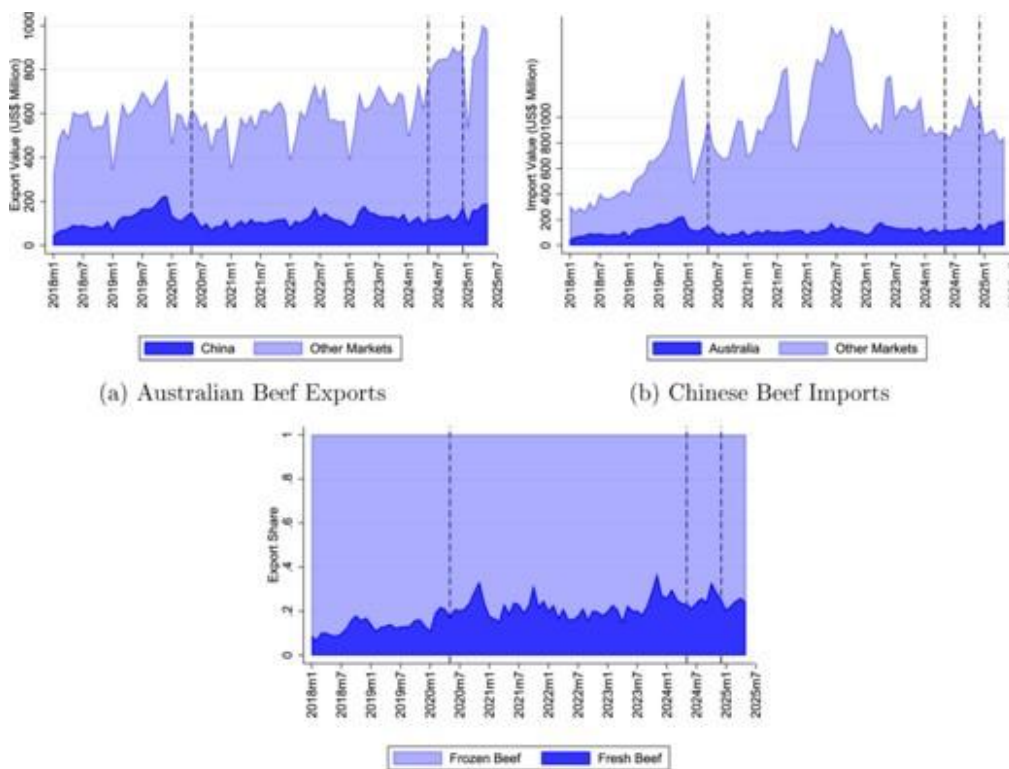 Export Value (US$ Million)
1000
800
600
400
200
0
2018m1
2018m7
2019m1
2019m7
2020m1
2020m7
2021m1
2021m7
2022m1
2022m7
2023m1
2023m7
2024m1
2024m7
2025m1
2025m7
China
Other Markets
(a) Australian Beef Exports
Import Value (US$ Million)
8001000
600
400
200
0
2018m1
2018m7
2019m1
2019m7
2020m1
2020m7
2021m1
2021m7
2022m1
2022m7
2023m1
2023m7
2024m1
2024m7
2025m1
Australia
Other Markets
(b) Chinese Beef Imports
Export Share
1
.8
.6
.4
.2
0
2018m1
2018m7
2019m1
2019m7
2020m1
2020m7
2021m1
2021m7
2022m1
2022m7
2023m1
2023m7
2024m1
2024m7
2025m1
2025m7
Frozen Beef
Fresh Beef